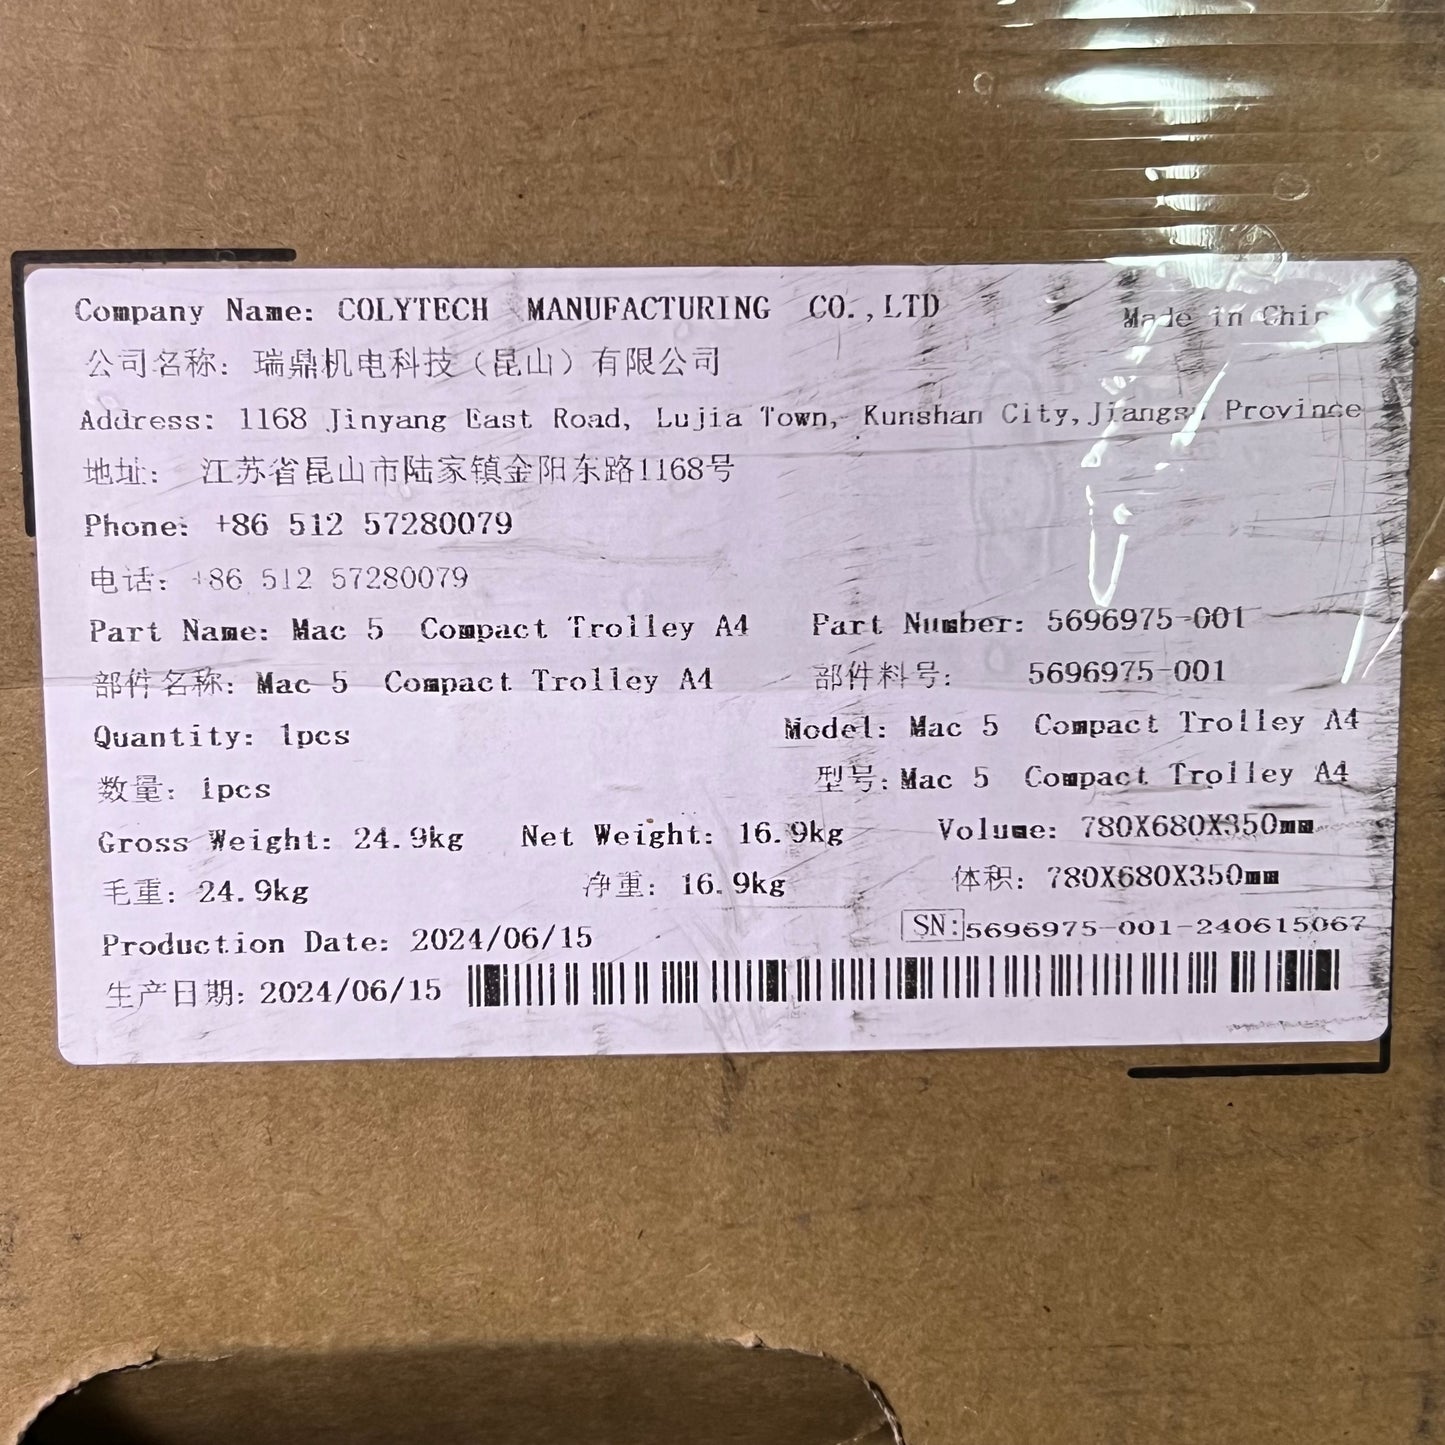 Company Name: COLYTECH MANUFACTURING CO.,LTD Made in
公司名称: 瑞鼎机电科技（昆山）有限公司
Address: 1168 Jinyang East Road, Lujia Town, Kunshan City,Jiangsu Province
地址: 江苏省昆山市陆家镇金阳东路1168号
Phone: +86 512 57280079
电话: +86 512 57280079
Part Name: Mac 5 Compact Trolley A4 Part Number: 5696975-001
部件名称: Mac 5 Compact Trolley A4 部件料号: 5696975-001
Quantity: 1pcs Model: Mac 5 Compact Trolley A4
数量: 1pcs 型号: Mac 5 Compact Trolley A4
Gross Weight: 24.9kg Net Weight: 16.9kg Volume: 780X680X350mm
毛重: 24.9kg 净重: 16.9kg 体积: 780X680X350mm
Production Date: 2024/06/15 SN:5696975-001-240615067
生产日期: 2024/06/15